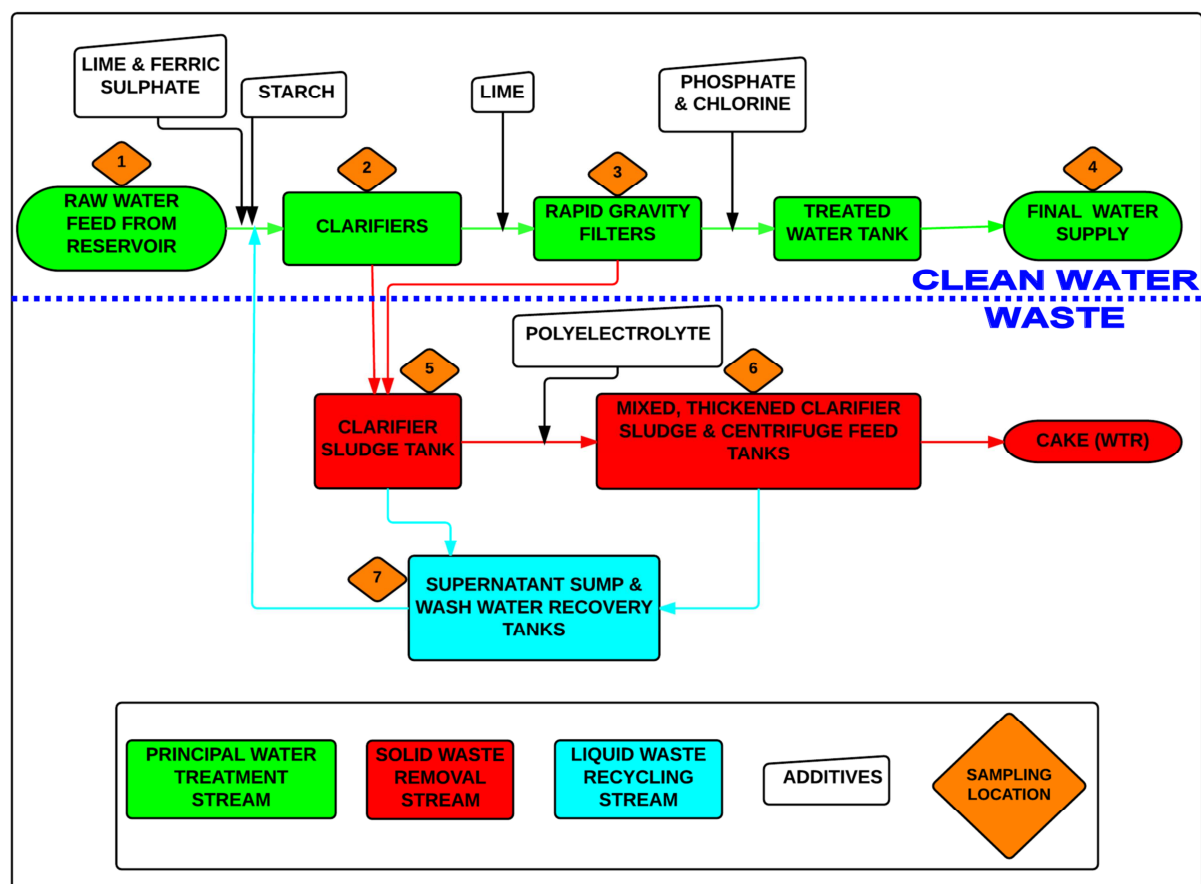 LIME & FERRIC
SULPHATE
STARCH
LIME
PHOSPHATE
& CHLORINE
1
2
3
4
RAW WATER
FEED FROM
RESERVOIR
CLARIFIERS
RAPID GRAVITY
FILTERS
TREATED
WATER TANK
FINAL WATER
SUPPLY
CLEAN WATER
WASTE
POLYELECTROLYTE
5
6
CLARIFIER
SLUDGE TANK
MIXED, THICKENED CLARIFIER
SLUDGE & CENTRIFUGE FEED
TANKS
CAKE (WTR)
7
SUPERNATANT SUMP &
WASH WATER RECOVERY
TANKS
PRINCIPAL WATER
TREATMENT
STREAM
SOLID WASTE
REMOVAL
STREAM
LIQUID WASTE
RECYCLING
STREAM
ADDITIVES
SAMPLING
LOCATION